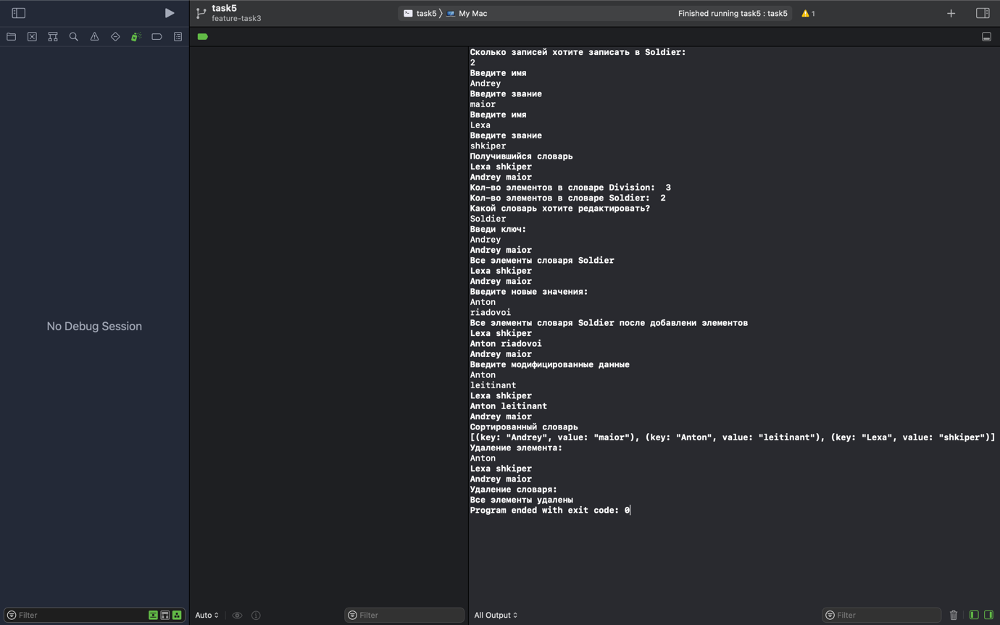 task5
feature-task3
task5 〉 My Mac
Finished running task5 : task5
1
No Debug Session
Сколько записей хотите записать в Soldier:
2
Введите имя
Andrey
Введите звание
maior
Введите имя
Lexa
Введите звание
shkiper
Получившийся словарь
Lexa shkiper
Andrey maior
Кол-во элементов в словаре Division:  3
Кол-во элементов в словаре Soldier:  2
Какой словарь хотите редактировать?
Soldier
Введи ключ:
Andrey
Andrey maior
Все элементы словаря Soldier
Lexa shkiper
Andrey maior
Введите новые значения:
Anton
riadovoi
Все элементы словаря Soldier после добавлени элементов
Lexa shkiper
Anton riadovoi
Andrey maior
Введите модифицированные данные
Anton
leitinant
Lexa shkiper
Anton leitinant
Andrey maior
Сортированный словарь
[(key: "Andrey", value: "maior"), (key: "Anton", value: "leitinant"), (key: "Lexa", value: "shkiper")]
Удаление элемента:
Anton
Lexa shkiper
Andrey maior
Удаление словаря:
Все элементы удалены
Program ended with exit code: 0
Filter
Auto
Filter
All Output
Filter